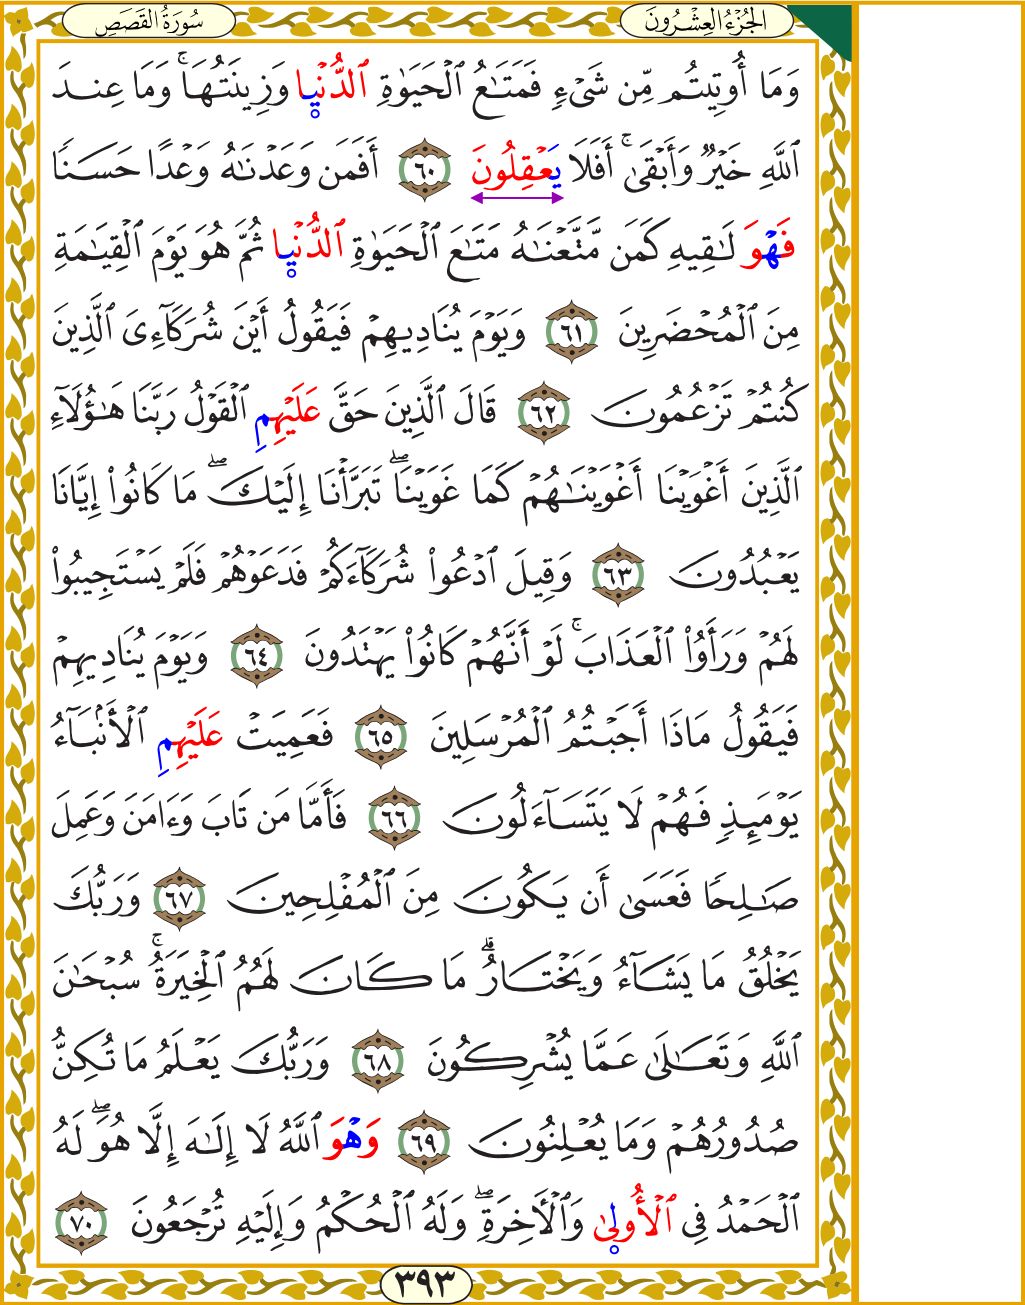 الجُزْءُ العِشْرُونَ
سُورَةُ القَصَصِ
وَمَا أُوتِيتُم مِّن شَيْءٍ فَمَتَٰعُ ٱلْحَيَوٰةِ ٱلدُّنْيٜا وَزِينَتُهَاۚ وَمَا عِندَ
ٱللَّهِ خَيْرٌ وَأَبْقَىٰۚ أَفَلَا يَعْقِلُونَ ٦٠ أَفَمَن وَعَدْنَٰهُ وَعْدًا حَسَنًا
فَهْوَ لَٰقِيهِ كَمَن مَّتَّعْنَٰهُ مَتَٰعَ ٱلْحَيَوٰةِ ٱلدُّنْيٜا ثُمَّ هُوَ يَوْمَ ٱلْقِيَٰمَةِ
مِنَ ٱلْمُحْضَرِينَ ٦١ وَيَوْمَ يُنَادِيهِمْ فَيَقُولُ أَيْنَ شُرَكَآءِىَ ٱلَّذِينَ
كُنتُمْ تَزْعُمُونَ ٦٢ قَالَ ٱلَّذِينَ حَقَّ عَلَيْهِمِ ٱلْقَوْلُ رَبَّنَا هَٰٓؤُلَآءِ
ٱلَّذِينَ أَغْوَيْنَا أَغْوَيْنَٰهُمْ كَمَا غَوَيْنَاۖ تَبَرَّأْنَا إِلَيْكَۖ مَا كَانُوا۟ إِيَّانَا
يَعْبُدُونَ ٦٣ وَقِيلَ ٱدْعُوا۟ شُرَكَآءَكُمْ فَدَعَوْهُمْ فَلَمْ يَسْتَجِيبُوا۟
لَهُمْ وَرَأَوُا۟ ٱلْعَذَابَۚ لَوْ أَنَّهُمْ كَانُوا۟ يَهْتَدُونَ ٦٤ وَيَوْمَ يُنَادِيهِمْ
فَيَقُولُ مَاذَا أَجَبْتُمُ ٱلْمُرْسَلِينَ ٦٥ فَعَمِيَتْ عَلَيْهِمِ ٱلْأَنۢبَآءُ
يَوْمَئِذٍ فَهُمْ لَا يَتَسَآءَلُونَ ٦٦ فَأَمَّا مَن تَابَ وَءَامَنَ وَعَمِلَ
صَٰلِحًا فَعَسَىٰ أَن يَكُونَ مِنَ ٱلْمُفْلِحِينَ ٦٧ وَرَبُّكَ
يَخْلُقُ مَا يَشَآءُ وَيَخْتَارُۗ مَا كَانَ لَهُمُ ٱلْخِيَرَةُۚ سُبْحَٰنَ
ٱللَّهِ وَتَعَٰلَىٰ عَمَّا يُشْرِكُونَ ٦٨ وَرَبُّكَ يَعْلَمُ مَا تُكِنُّ
صُدُورُهُمْ وَمَا يُعْلِنُونَ ٦٩ وَهْوَ ٱللَّهُ لَا إِلَٰهَ إِلَّا هُوَۖ لَهُ
ٱلْحَمْدُ فِى ٱلْأُولٜىٰ وَٱلْأَخِرَةِۖ وَلَهُ ٱلْحُكْمُ وَإِلَيْهِ تُرْجَعُونَ ٧٠
٣٩٣